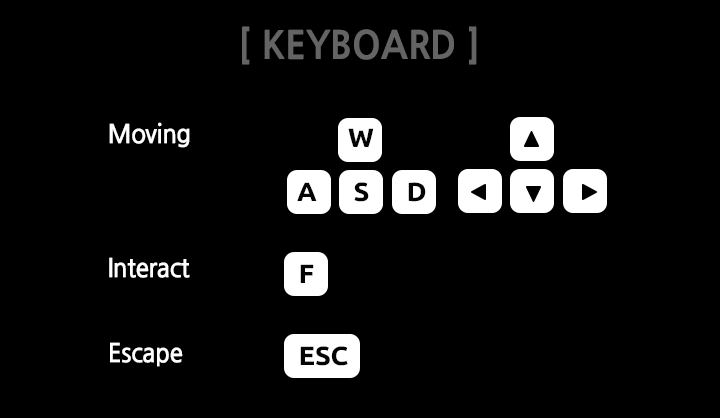 [ KEYBOARD ]
Moving W ▲
A S D ◀ ▼ ▶
Interact F
Escape ESC